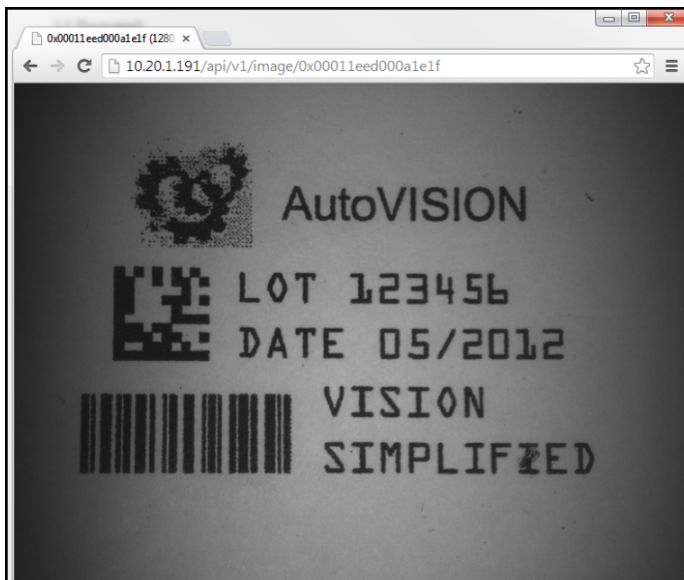 0x00011eed000a1e1f (1280
10.20.1.191/api/v1/image/0x00011eed000a1e1f
AutoVISION
LOT 123456
DATE 05/2012
VISION
SIMPLIFIED